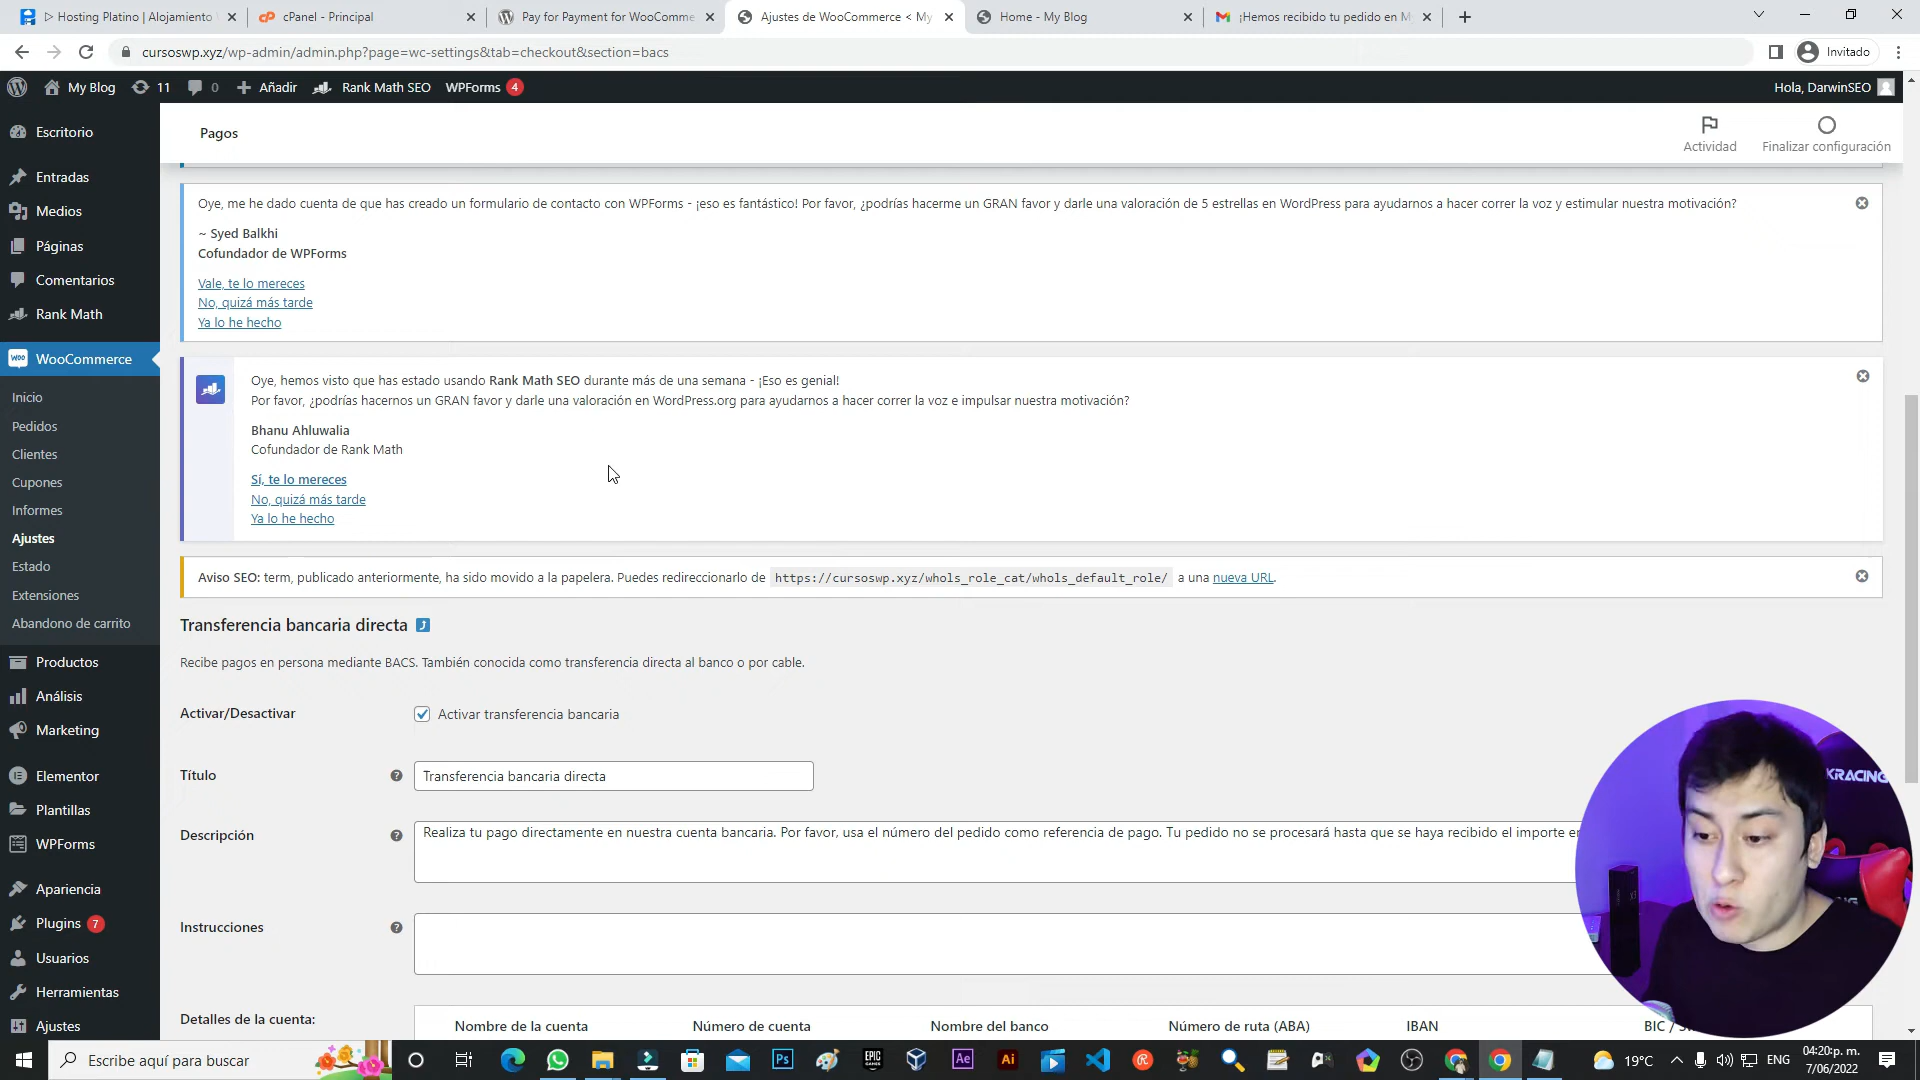 Hosting Platino | Alojamiento
cPanel - Principal
Pay for Payment for WooComme
Ajustes de WooCommerce < My
Home - My Blog
¡Hemos recibido tu pedido en M
cursoswp.xyz/wp-admin/admin.php?page=wc-settings&tab=checkout&section=bacs
Invitado
My Blog
11
0
Añadir
Rank Math SEO
WPForms 4
Hola, DarwinSEO
Pagos
Actividad
Finalizar configuración
Escritorio
Entradas
Medios
Páginas
Comentarios
Rank Math
WooCommerce
Inicio
Pedidos
Clientes
Cupones
Informes
Ajustes
Estado
Extensiones
Abandono de carrito
Productos
Análisis
Marketing
Elementor
Plantillas
WPForms
Apariencia
Plugins 7
Usuarios
Herramientas
Ajustes
Oye, me he dado cuenta de que has creado un formulario de contacto con WPForms - ¡eso es fantástico! Por favor, ¿podrías hacerme un GRAN favor y darle una valoración de 5 estrellas en WordPress para ayudarnos a hacer correr la voz y estimular nuestra motivación?
~ Syed Balkhi
Cofundador de WPForms
Vale, te lo mereces
No, quizá más tarde
Ya lo he hecho
Oye, hemos visto que has estado usando Rank Math SEO durante más de una semana - ¡Eso es genial!
Por favor, ¿podrías hacernos un GRAN favor y darle una valoración en WordPress.org para ayudarnos a hacer correr la voz e impulsar nuestra motivación?
Bhanu Ahluwalia
Cofundador de Rank Math
Sí, te lo mereces
No, quizá más tarde
Ya lo he hecho
Aviso SEO: term, publicado anteriormente, ha sido movido a la papelera. Puedes redireccionarlo de https://cursoswp.xyz/whols_role_cat/whols_default_role/ a una nueva URL.
Transferencia bancaria directa
Recibe pagos en persona mediante BACS. También conocida como transferencia directa al banco o por cable.
Activar/Desactivar
Activar transferencia bancaria
Título
Transferencia bancaria directa
Descripción
Realiza tu pago directamente en nuestra cuenta bancaria. Por favor, usa el número del pedido como referencia de pago. Tu pedido no se procesará hasta que se haya recibido el importe
Instrucciones
Detalles de la cuenta:
Nombre de la cuenta
Número de cuenta
Nombre del banco
Número de ruta (ABA)
IBAN
BIC /
KRACING
Escribe aquí para buscar
19°C
ENG
04:20p. m.
7/06/2022